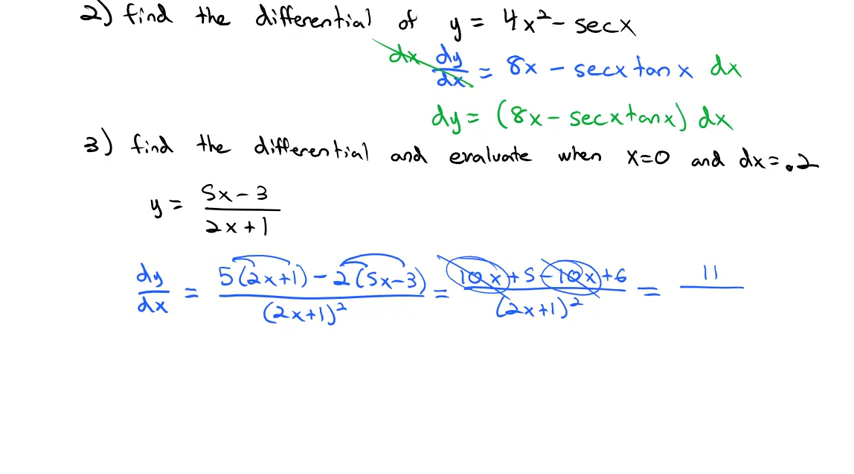 2) find the differential of y = 4x² - secx
dx dy/dx = 8x - secx tanx dx
dy = (8x - secx tanx) dx
3) find the differential and evaluate when x=0 and dx=.2
y = (5x-3)/(2x+1)
dy/dx = (5(2x+1) - 2(5x-3))/(2x+1)² = (10x+5-10x+6)/(2x+1)² = 11/